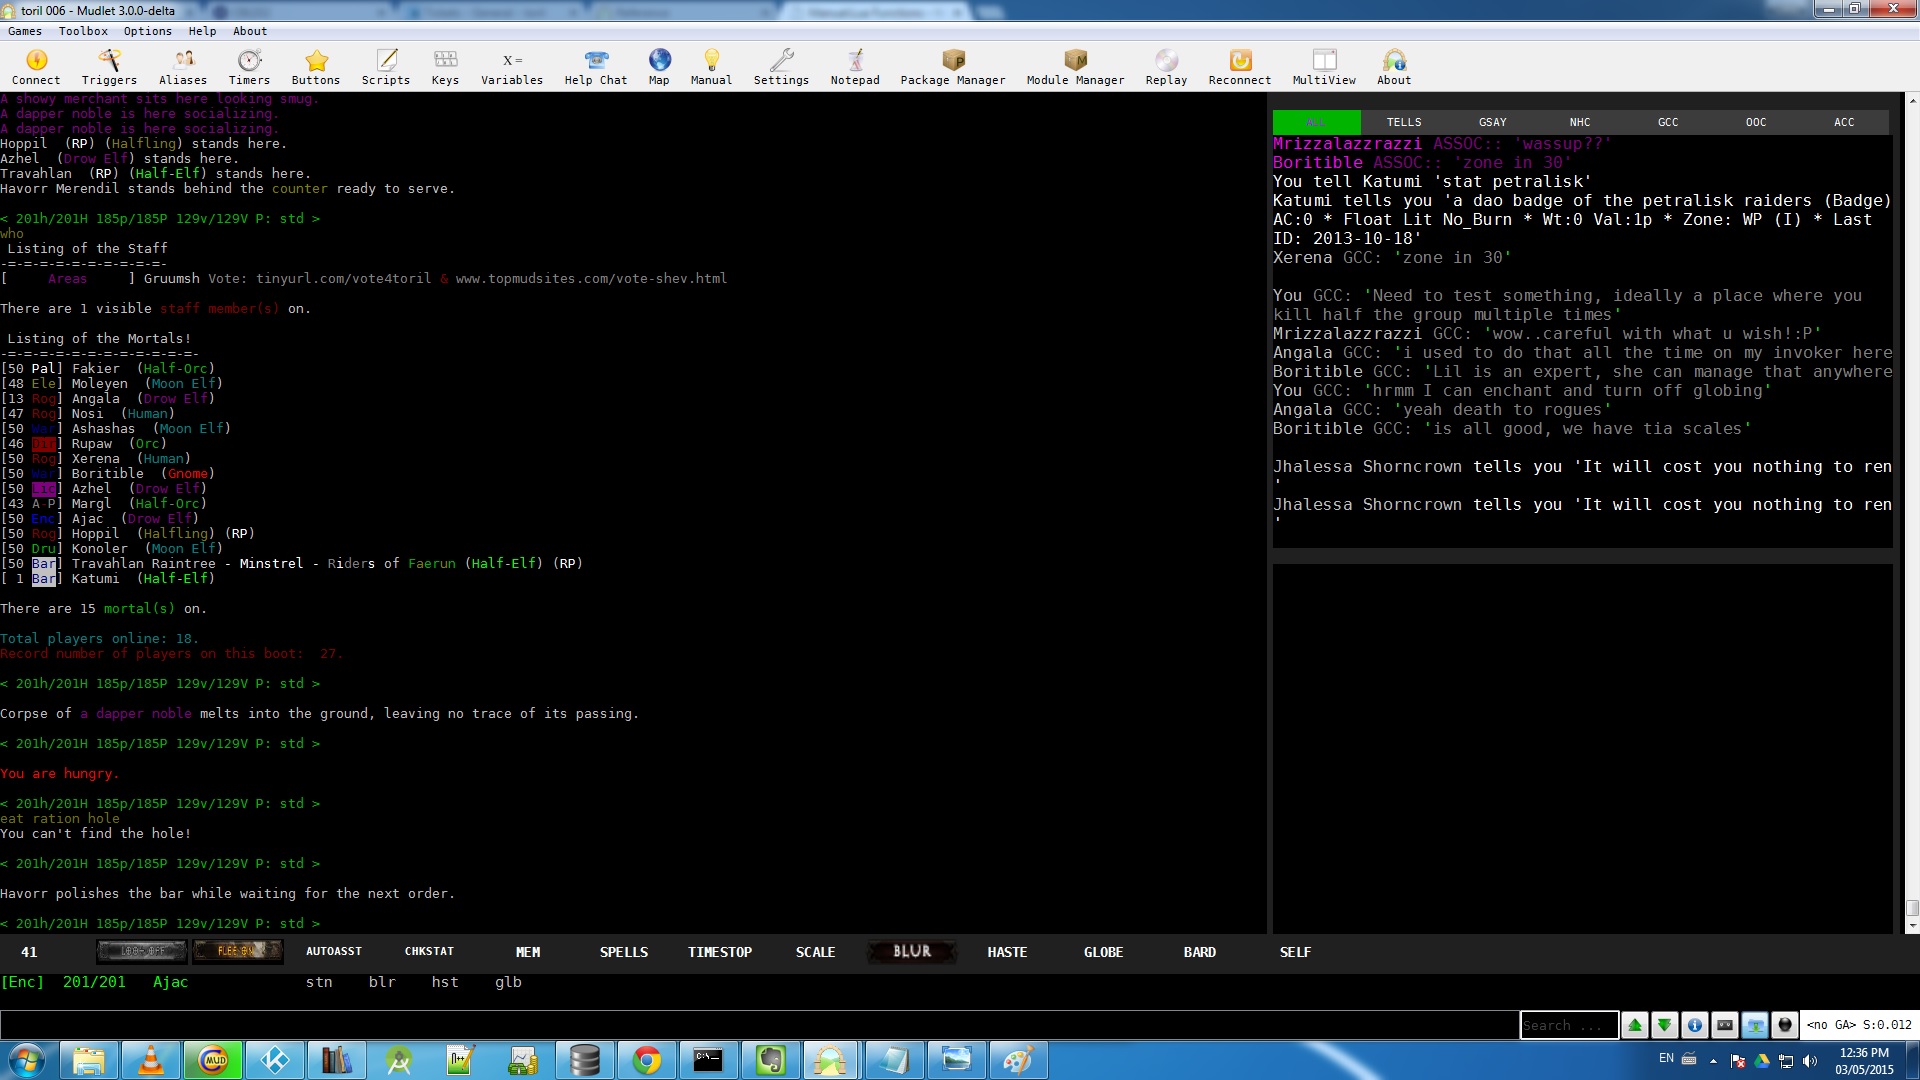 toril 006 - Mudlet 3.0.0-delta
Games Toolbox Options Help About
Connect Triggers Aliases Timers Buttons Scripts Keys Variables Help Chat Map Manual Settings Notepad Package Manager Module Manager Replay Reconnect MultiView About
A showy merchant sits here looking smug.
A dapper noble is here socializing.
A dapper noble is here socializing.
Hoppil (RP) (Halfling) stands here.
Azhel (Drow Elf) stands here.
Travahlan (RP) (Half-Elf) stands here.
Havorr Merendil stands behind the counter ready to serve.
< 201h/201H 185p/185P 129v/129V P: std >
who
Listing of the Staff
-=-=-=-=-=-=-=-=-=-=-
[ Areas ] Gruumsh Vote: tinyurl.com/vote4toril & www.topmudsites.com/vote-shev.html
There are 1 visible staff member(s) on.
Listing of the Mortals!
-=-=-=-=-=-=-=-=-=-=-=-=-
[50 Pal] Fakier (Half-Orc)
[48 Ele] Moleyen (Moon Elf)
[13 Rog] Angala (Drow Elf)
[47 Rog] Nosi (Human)
[50 War] Ashashas (Moon Elf)
[46 Dir] Rupaw (Orc)
[50 Rog] Xerena (Human)
[50 War] Boritible (Gnome)
[50 Lic] Azhel (Drow Elf)
[43 A-P] Margl (Half-Orc)
[50 Enc] Ajac (Drow Elf)
[50 Rog] Hoppil (Halfling) (RP)
[50 Dru] Konoler (Moon Elf)
[50 Bar] Travahlan Raintree - Minstrel - Riders of Faerun (Half-Elf) (RP)
[ 1 Bar] Katumi (Half-Elf)
There are 15 mortal(s) on.
Total players online: 18.
Record number of players on this boot: 27.
< 201h/201H 185p/185P 129v/129V P: std >
Corpse of a dapper noble melts into the ground, leaving no trace of its passing.
< 201h/201H 185p/185P 129v/129V P: std >
You are hungry.
< 201h/201H 185p/185P 129v/129V P: std >
eat ration hole
You can't find the hole!
< 201h/201H 185p/185P 129v/129V P: std >
Havorr polishes the bar while waiting for the next order.
< 201h/201H 185p/185P 129v/129V P: std >
ALL TELLS GSAY NHC GCC OOC ACC
Mrizzalazzrazzi ASSOC:: 'wassup??'
Boritible ASSOC:: 'zone in 30'
You tell Katumi 'stat petralisk'
Katumi tells you 'a dao badge of the petralisk raiders (Badge)
AC:0 * Float Lit No_Burn * Wt:0 Val:1p * Zone: WP (I) * Last
ID: 2013-10-18'
Xerena GCC: 'zone in 30'
You GCC: 'Need to test something, ideally a place where you
kill half the group multiple times'
Mrizzalazzrazzi GCC: 'wow..careful with what u wish!:P'
Angala GCC: 'i used to do that all the time on my invoker here
Boritible GCC: 'Lil is an expert, she can manage that anywhere
You GCC: 'hrmm I can enchant and turn off globing'
Angala GCC: 'yeah death to rogues'
Boritible GCC: 'is all good, we have tia scales'
Jhalessa Shorncrown tells you 'It will cost you nothing to ren
'
Jhalessa Shorncrown tells you 'It will cost you nothing to ren
'
41 FLEE ON AUTOASST CHKSTAT MEM SPELLS TIMESTOP SCALE BLUR HASTE GLOBE BARD SELF
[Enc] 201/201 Ajac stn blr hst glb
Search ... <no GA> S:0.012
MUD
EN 12:36 PM
03/05/2015